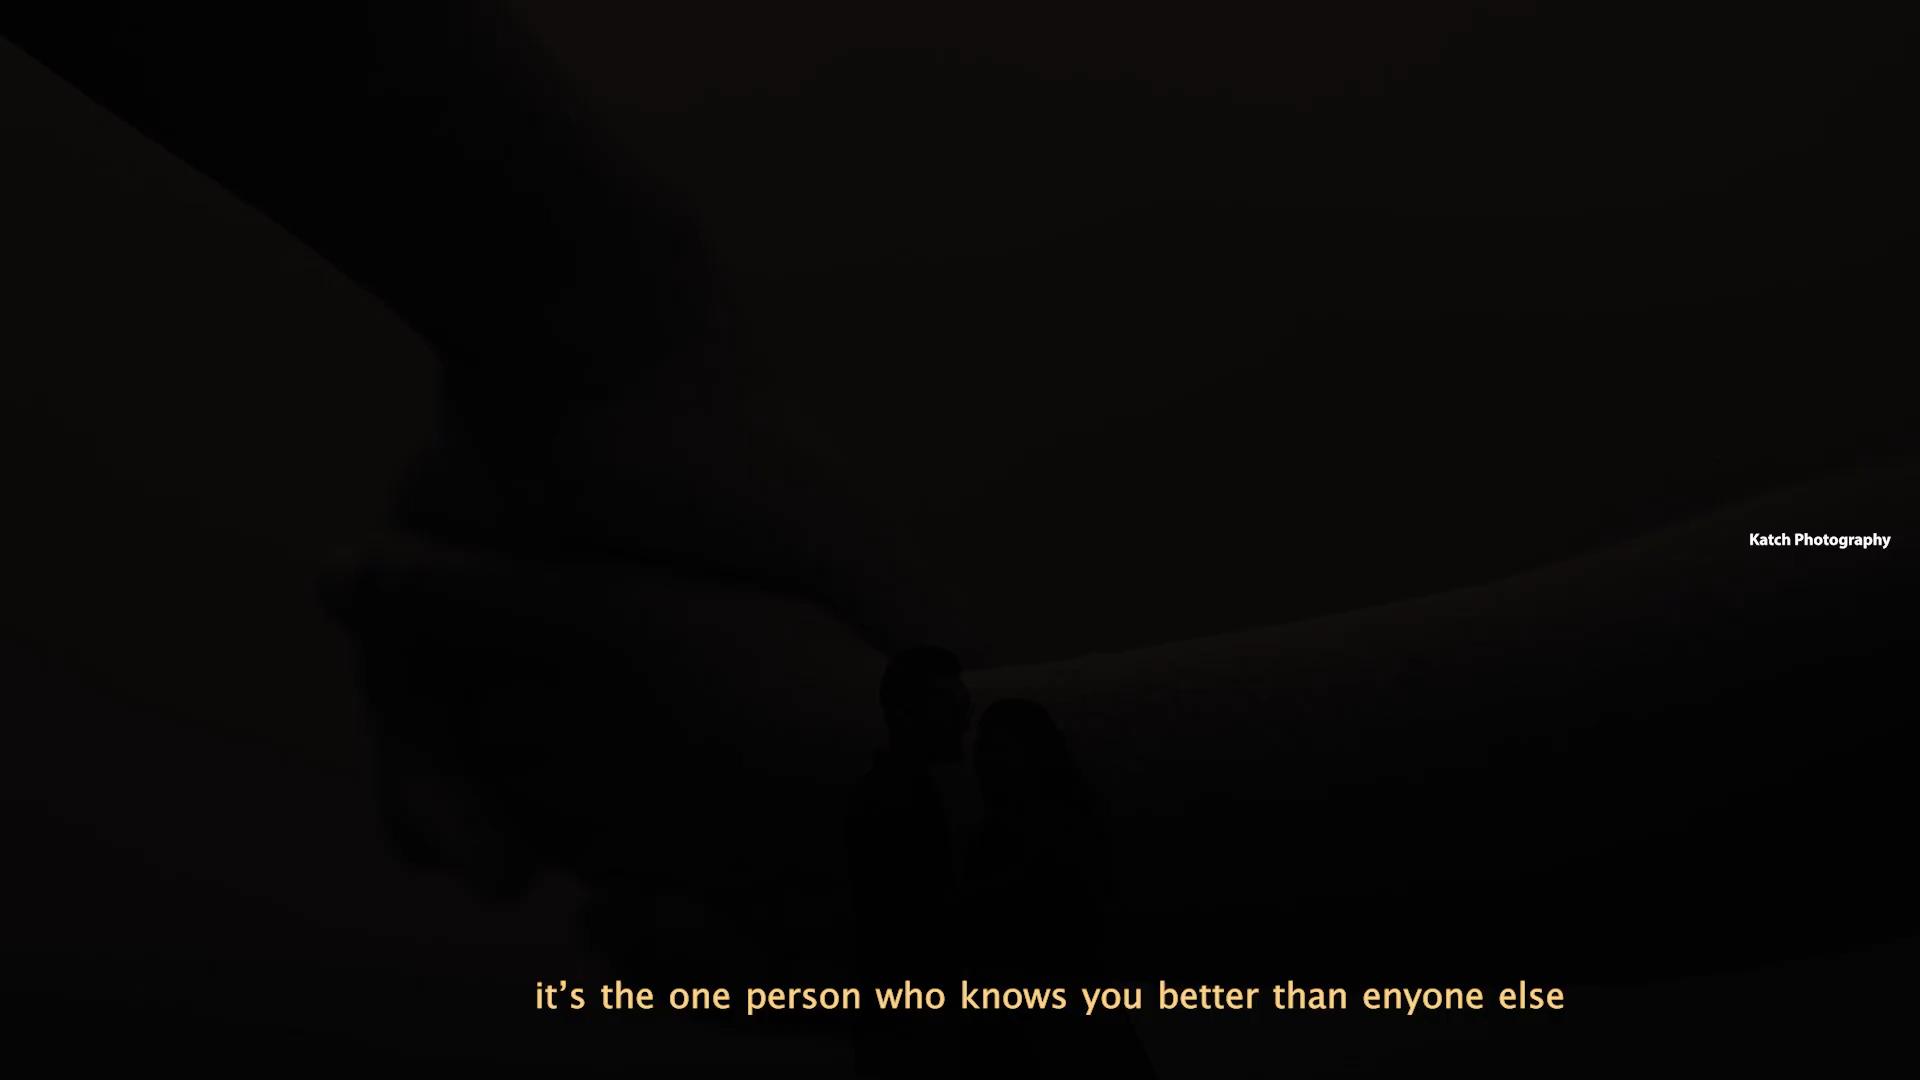 Katch Photography
it's the one person who knows you better than enyone else